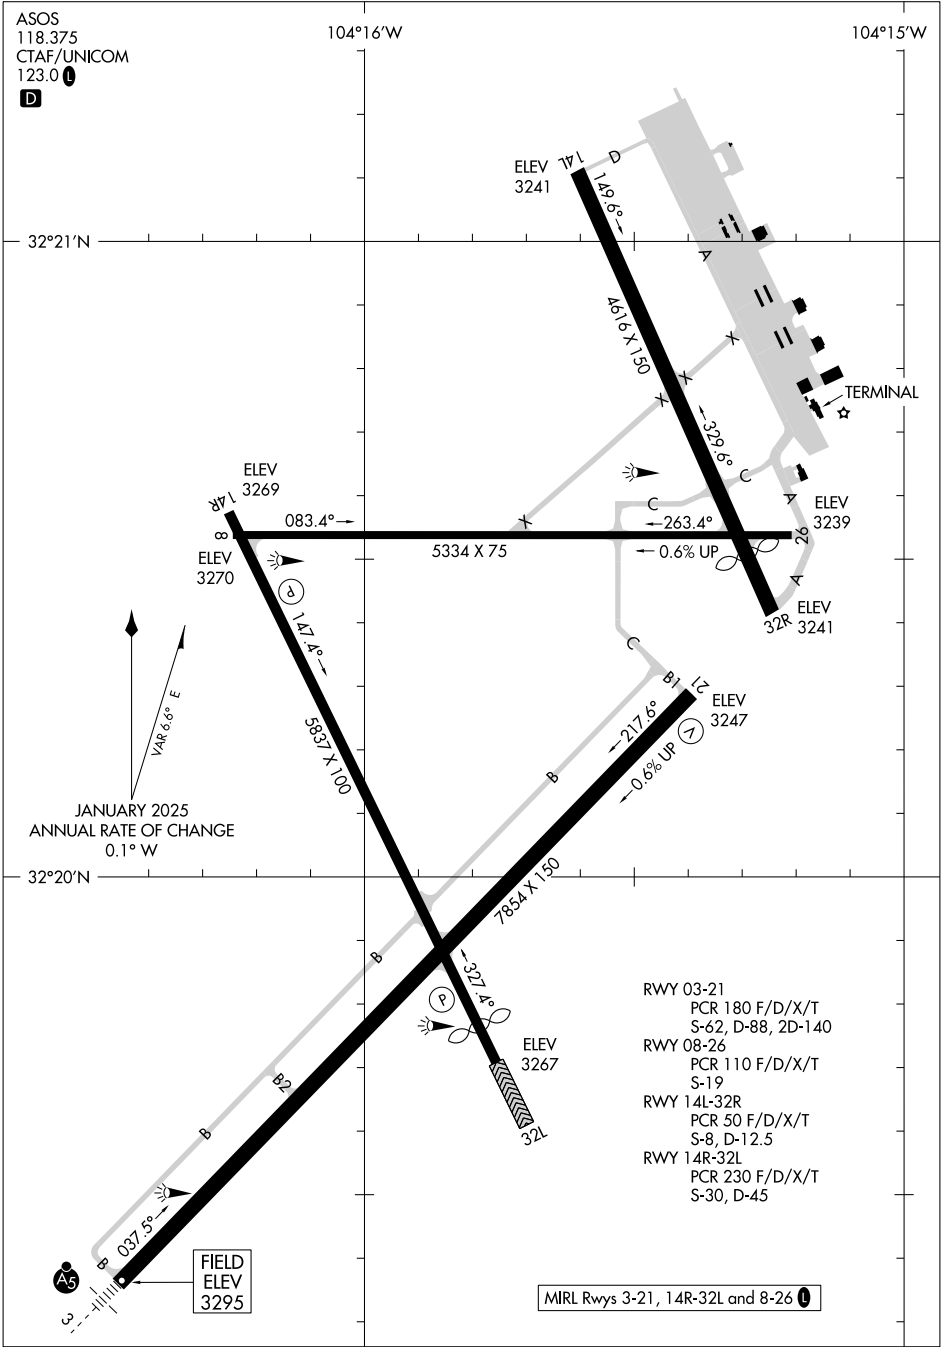 ASOS
118.375
CTAF/UNICOM
123.0 L
D
104°16'W
104°15'W
32°21'N
32°20'N
ELEV
3241
14L
D
149.6°
4616 X 150
A
X
X
X
X
329.6°
TERMINAL
C
C
A
ELEV
3239
26
A
32R
ELEV
3241
ELEV
3269
14R
8
083.4°
263.4°
5334 X 75
0.6% UP
ELEV
3270
P
147.4°
5837 X 100
VAR 6.6° E
JANUARY 2025
ANNUAL RATE OF CHANGE
0.1° W
C
B1
21
ELEV
3247
217.6°
0.6% UP
V
B
7854 X 150
B
327.4°
P
ELEV
3267
32L
B2
B
037.5°
B
A5
3
FIELD
ELEV
3295
RWY 03-21
PCR 180 F/D/X/T
S-62, D-88, 2D-140
RWY 08-26
PCR 110 F/D/X/T
S-19
RWY 14L-32R
PCR 50 F/D/X/T
S-8, D-12.5
RWY 14R-32L
PCR 230 F/D/X/T
S-30, D-45
MIRL Rwys 3-21, 14R-32L and 8-26 L